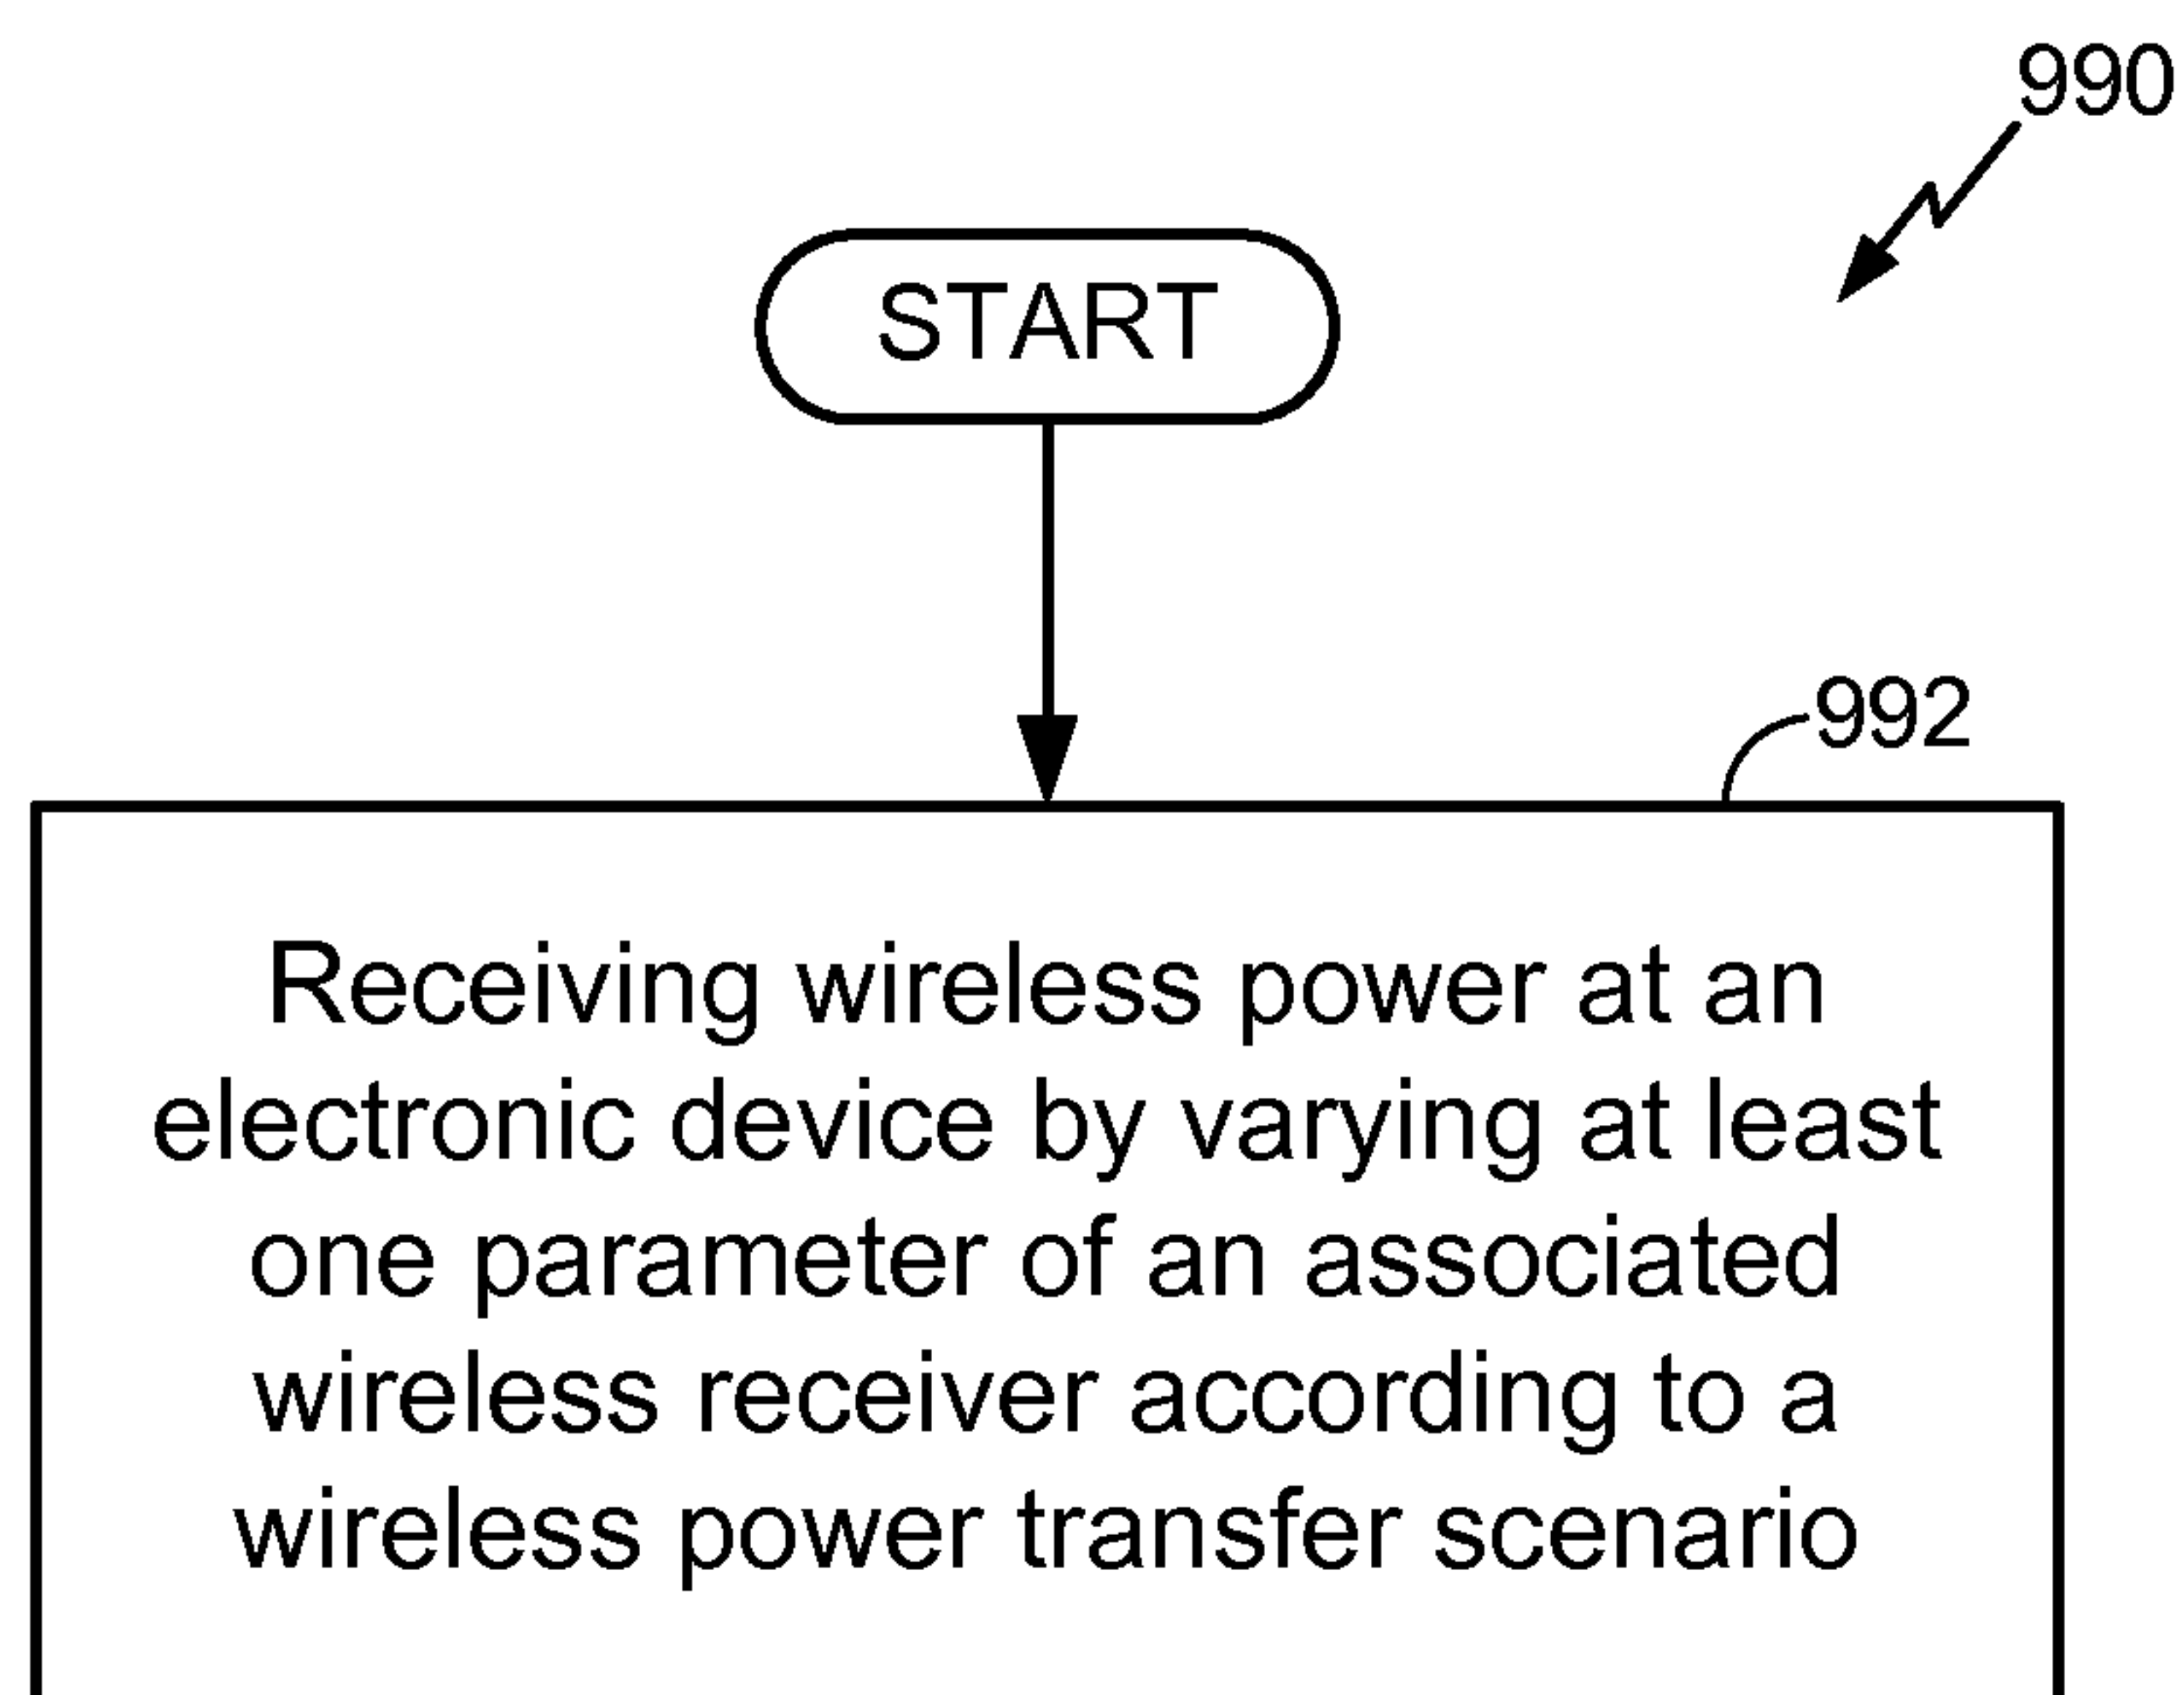 990
START
992
Receiving wireless power at an
electronic device by varying at least
one parameter of an associated
wireless receiver according to a
wireless power transfer scenario